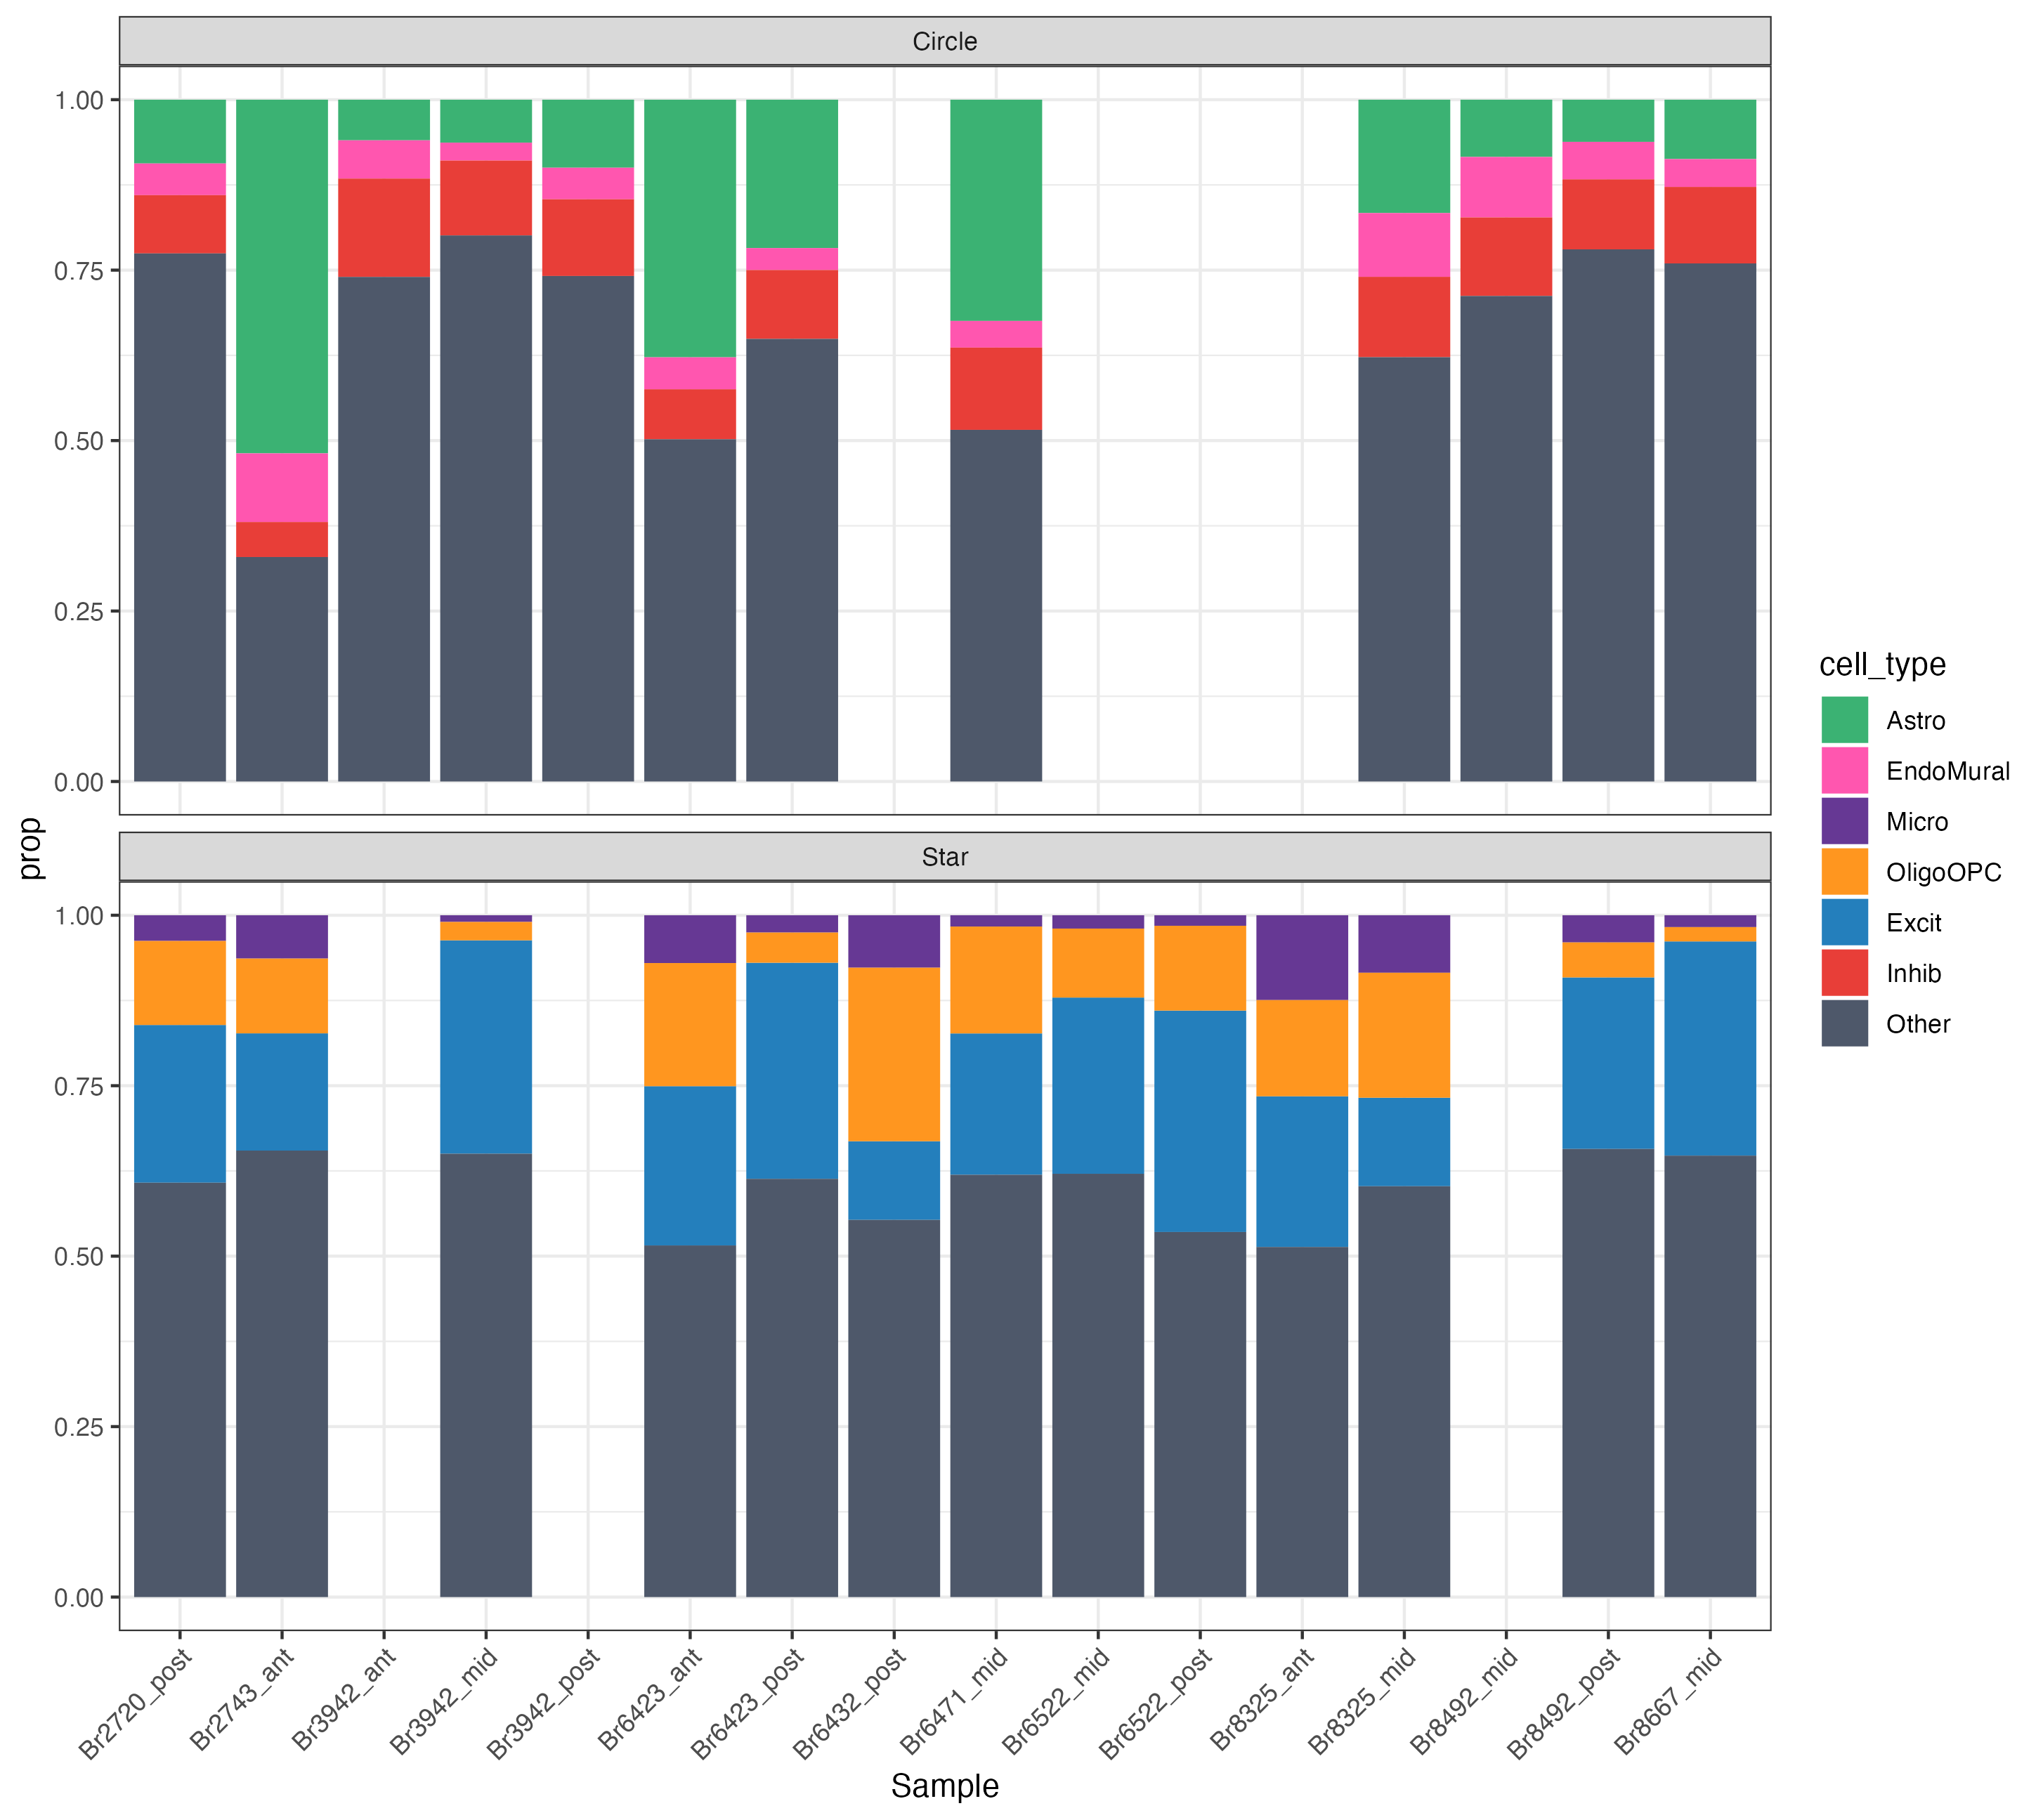 Circle
1.00
0.75
0.50
0.25
0.00
prop
Star
1.00
0.75
0.50
0.25
0.00
Br2720_post
Br2743_ant
Br3942_ant
Br3942_mid
Br3942_post
Br6423_ant
Br6423_post
Br6432_post
Br6471_mid
Br6522_mid
Br6522_post
Br8325_ant
Br8325_mid
Br8492_mid
Br8492_post
Br8667_mid
Sample
cell_type
Astro
EndoMural
Micro
OligoOPC
Excit
Inhib
Other